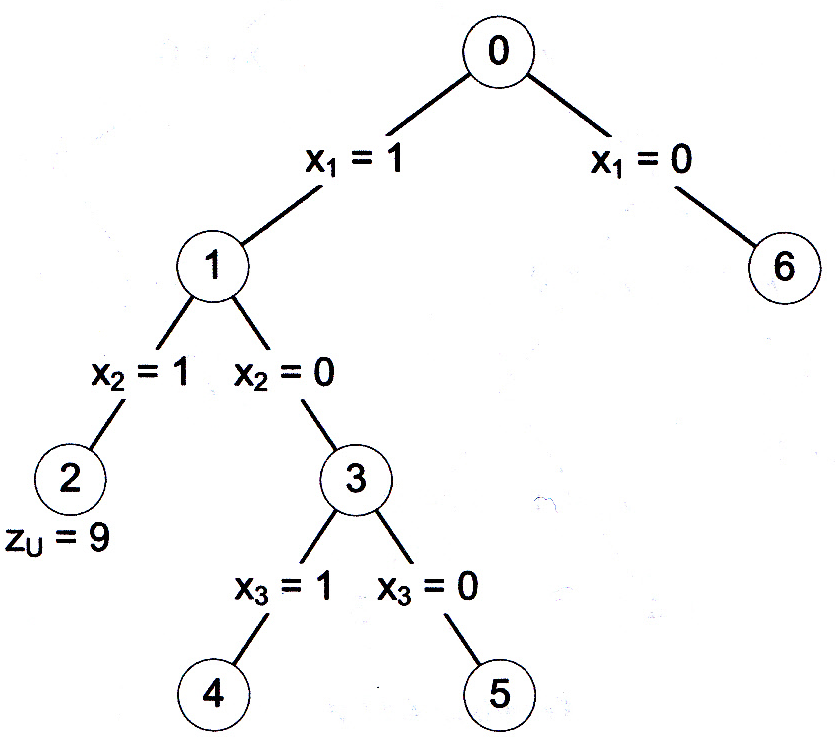 0
x₁ = 1 x₁ = 0
1 6
x₂ = 1 x₂ = 0
2 3
z_U = 9
x₃ = 1 x₃ = 0
4 5